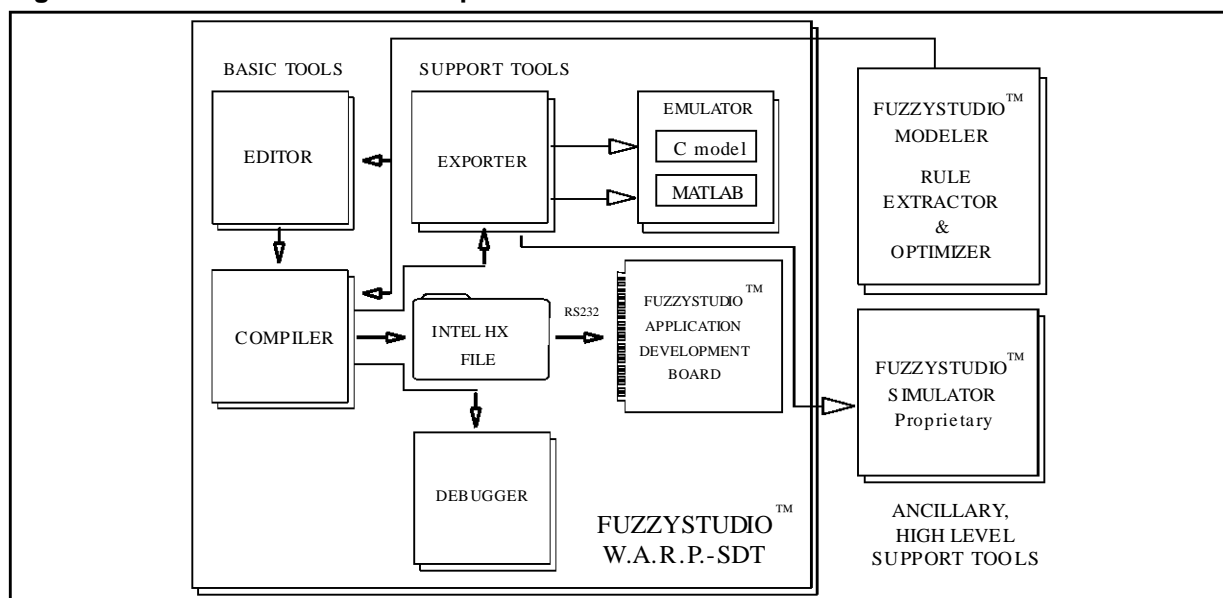 BASIC TOOLS
SUPPORT TOOLS
EDITOR
EXPORTER
EMULATOR
C model
MATLAB
FUZZYSTUDIO™
MODELER
RULE
EXTRACTOR
&
OPTIMIZER
COMPILER
INTEL HX
FILE
RS232
FUZZYSTUDIO™
APPLICATION
DEVELOPMENT
BOARD
FUZZYSTUDIO™
SIMULATOR
Proprietary
DEBUGGER
FUZZYSTUDIO™
W.A.R.P.-SDT
ANCILLARY,
HIGH LEVEL
SUPPORT TOOLS